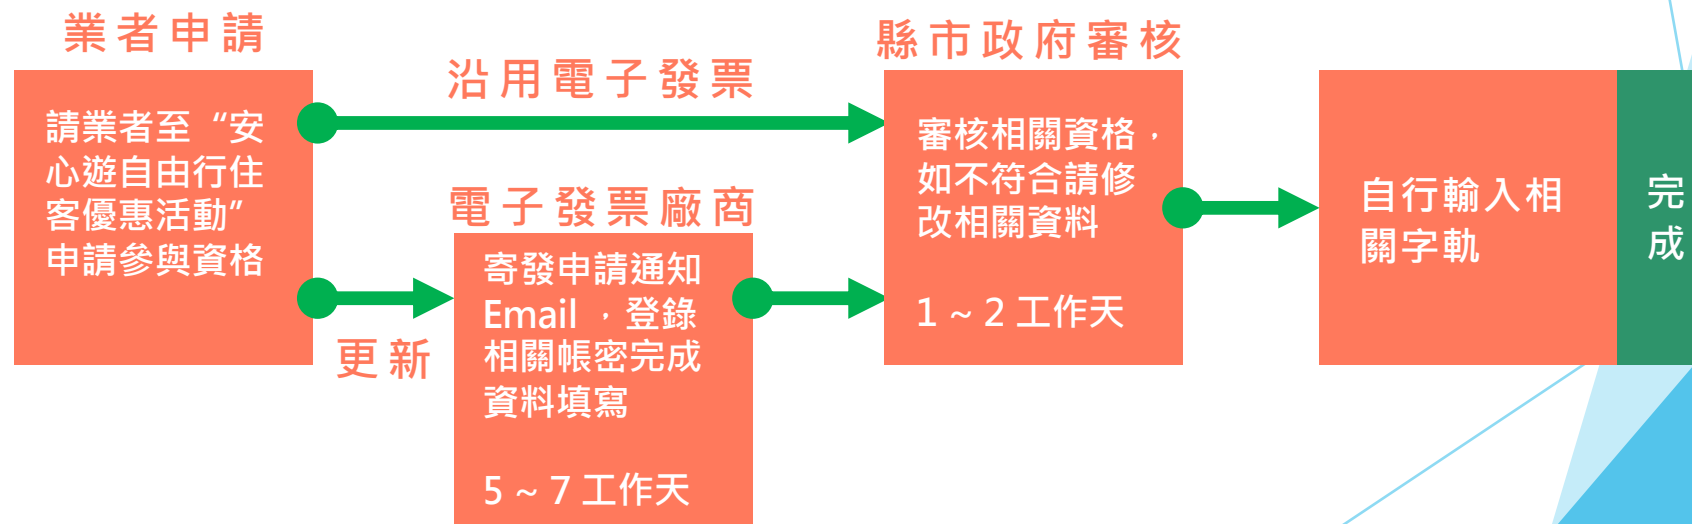 業者申請
請業者至“安
心遊自由行住
客優惠活動”
申請參與資格
沿用電子發票
更新
電子發票廠商
寄發申請通知
Email ，登錄
相關帳密完成
資料填寫
5 ~ 7 工作天
縣市政府審核
審核相關資格，
如不符合請修
改相關資料
1 ~ 2 工作天
自行輸入相
關字軌
完
成